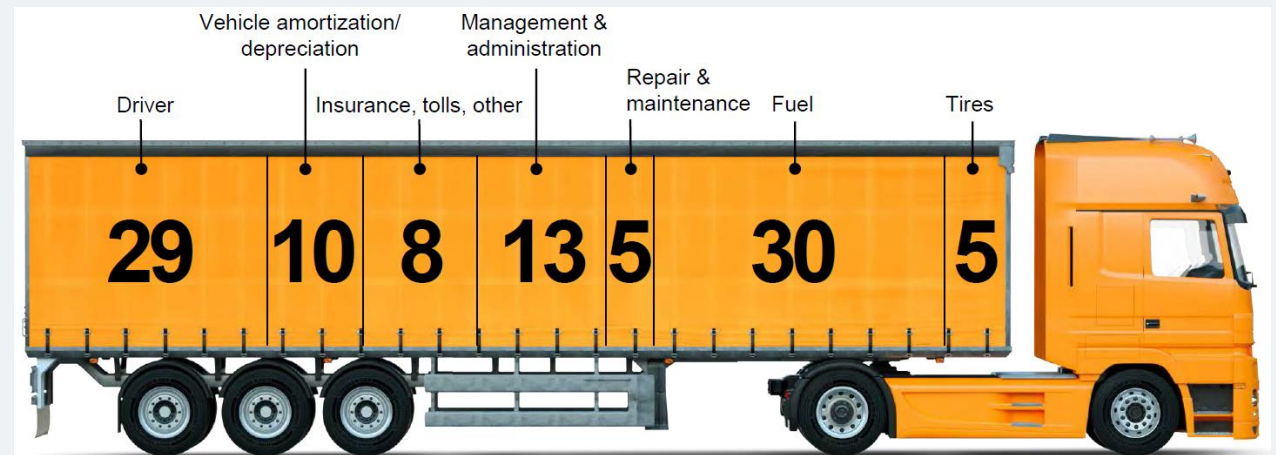 Vehicle amortization/
depreciation
Management &
administration
Driver
Insurance, tolls, other
Repair &
maintenance
Fuel
Tires
29
10
8
13
5
30
5